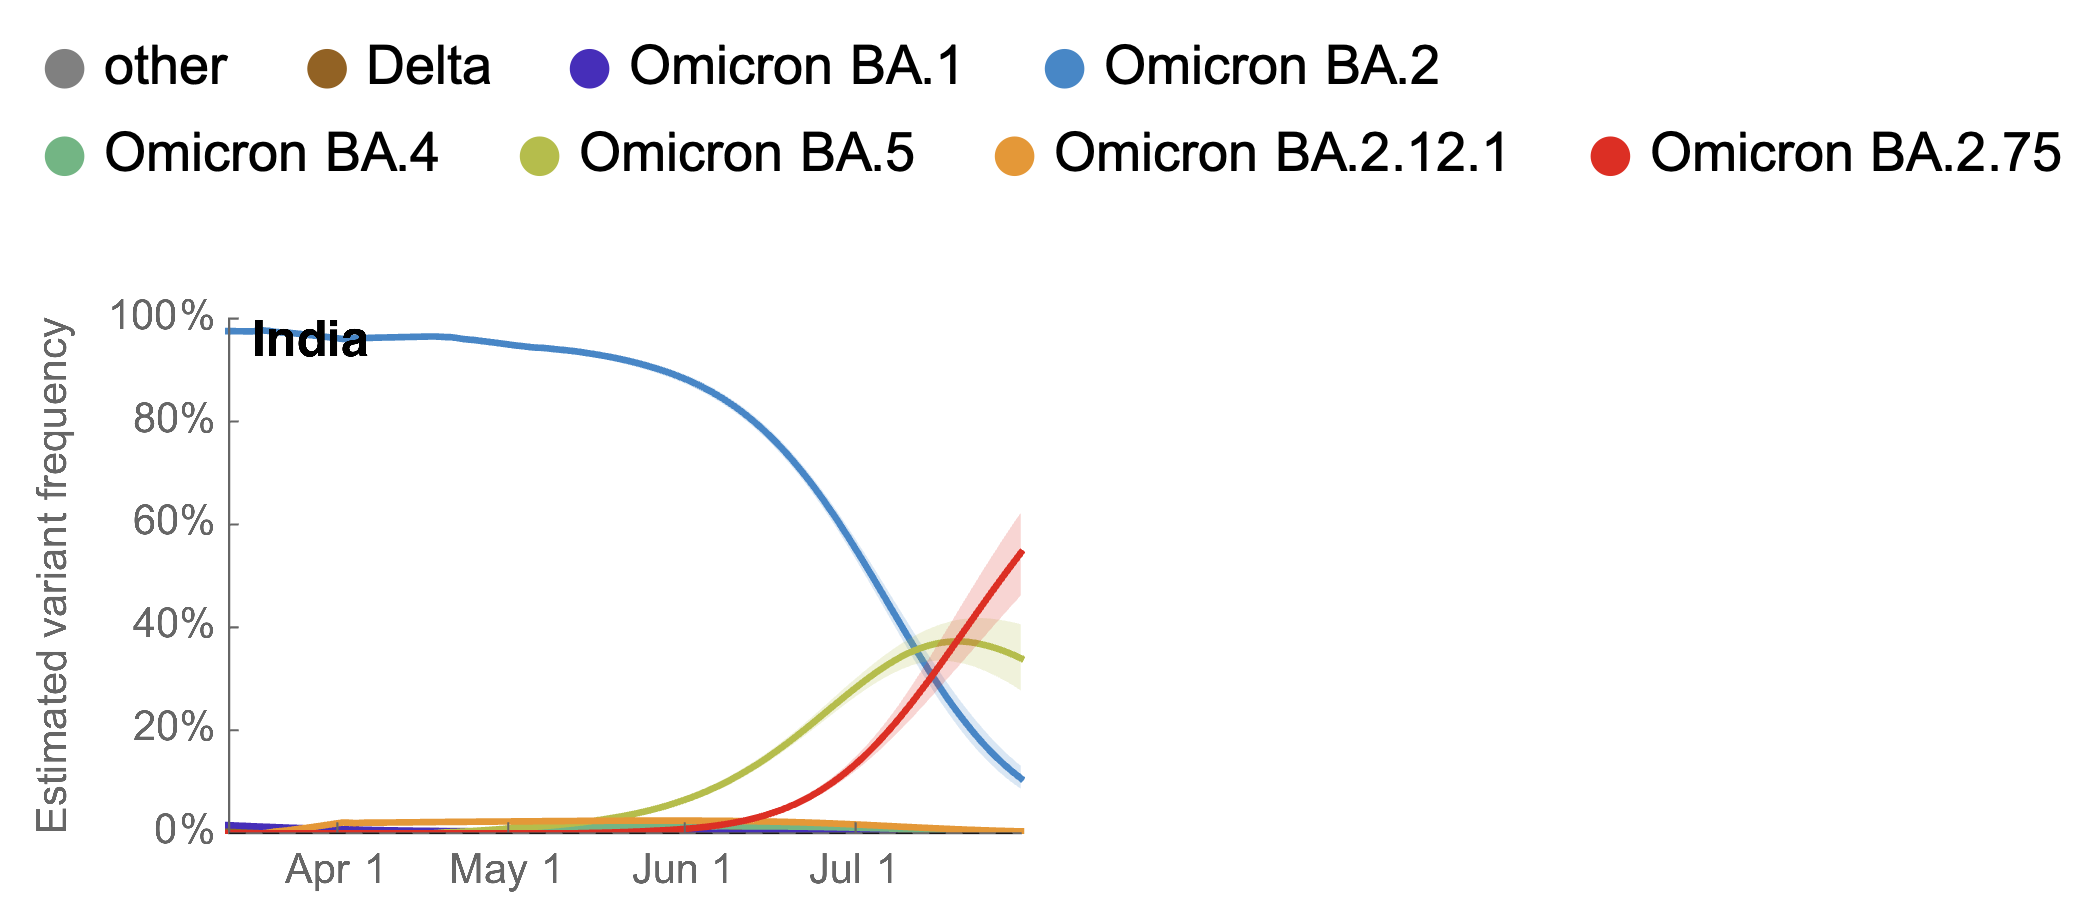 other Delta Omicron BA.1 Omicron BA.2
Omicron BA.4 Omicron BA.5 Omicron BA.2.12.1 Omicron BA.2.75
India
Estimated variant frequency
100%
80%
60%
40%
20%
0%
Apr 1 May 1 Jun 1 Jul 1